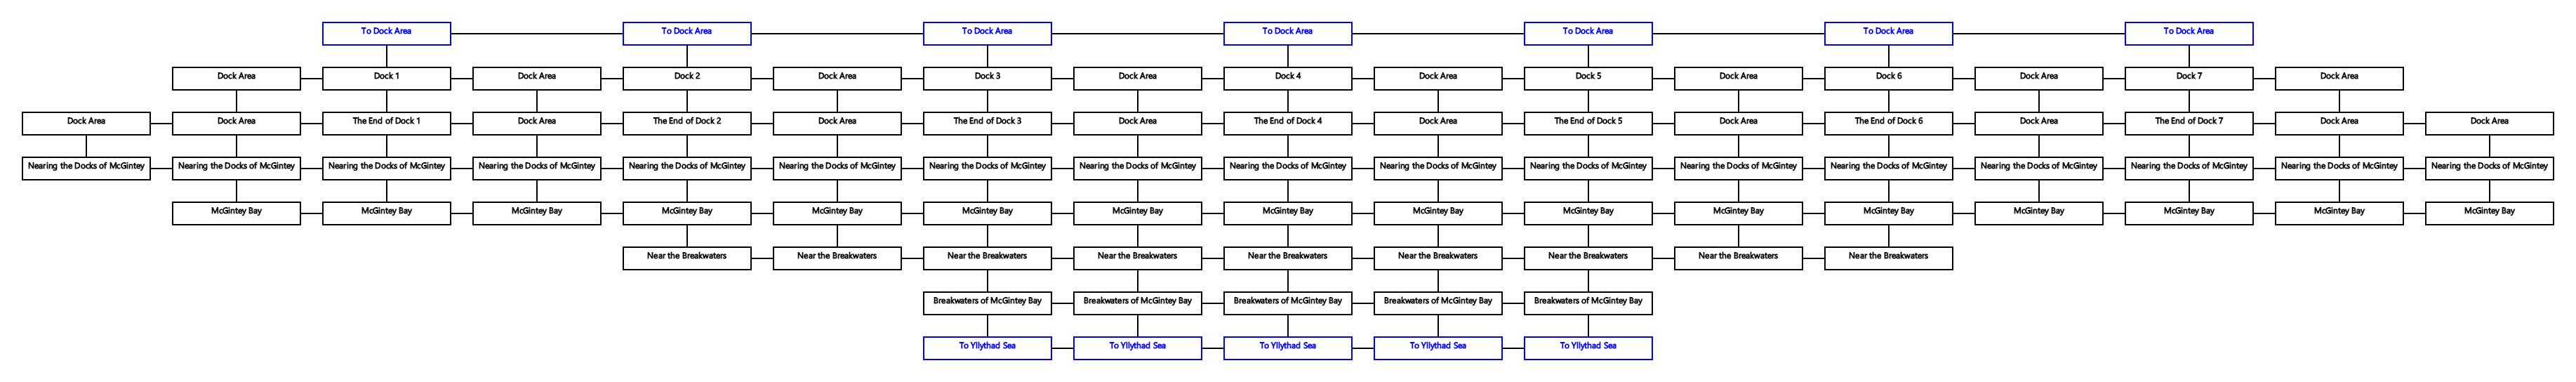 To Dock Area To Dock Area To Dock Area To Dock Area To Dock Area To Dock Area To Dock Area
Dock Area Dock 1 Dock Area Dock 2 Dock Area Dock 3 Dock Area Dock 4 Dock Area Dock 5 Dock Area Dock 6 Dock Area Dock 7 Dock Area
Dock Area Dock Area The End of Dock 1 Dock Area The End of Dock 2 Dock Area The End of Dock 3 Dock Area The End of Dock 4 Dock Area The End of Dock 5 Dock Area The End of Dock 6 Dock Area The End of Dock 7 Dock Area Dock Area
Nearing the Docks of McGintey Nearing the Docks of McGintey Nearing the Docks of McGintey Nearing the Docks of McGintey Nearing the Docks of McGintey Nearing the Docks of McGintey Nearing the Docks of McGintey Nearing the Docks of McGintey Nearing the Docks of McGintey Nearing the Docks of McGintey Nearing the Docks of McGintey Nearing the Docks of McGintey Nearing the Docks of McGintey Nearing the Docks of McGintey Nearing the Docks of McGintey Nearing the Docks of McGintey Nearing the Docks of McGintey
McGintey Bay McGintey Bay McGintey Bay McGintey Bay McGintey Bay McGintey Bay McGintey Bay McGintey Bay McGintey Bay McGintey Bay McGintey Bay McGintey Bay McGintey Bay McGintey Bay McGintey Bay McGintey Bay
Near the Breakwaters Near the Breakwaters Near the Breakwaters Near the Breakwaters Near the Breakwaters Near the Breakwaters Near the Breakwaters Near the Breakwaters Near the Breakwaters
Breakwaters of McGintey Bay Breakwaters of McGintey Bay Breakwaters of McGintey Bay Breakwaters of McGintey Bay Breakwaters of McGintey Bay
To Yllythad Sea To Yllythad Sea To Yllythad Sea To Yllythad Sea To Yllythad Sea